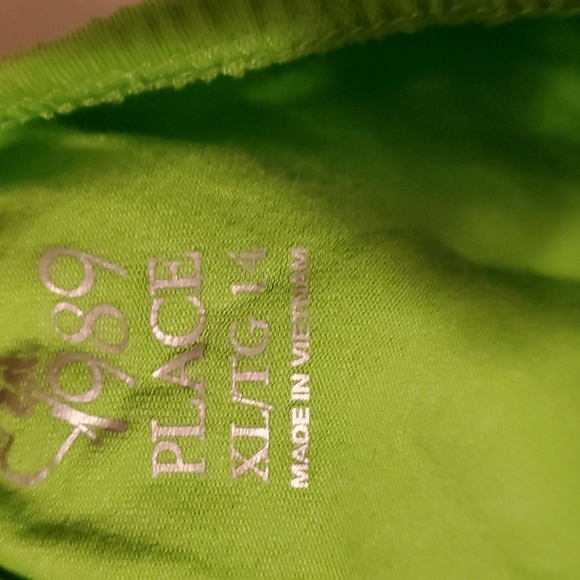 1989
PLACE
XL/TG 14
MADE IN VIETNAM